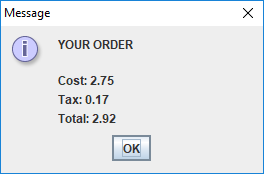 Message
YOUR ORDER
Cost: 2.75
Tax: 0.17
Total: 2.92
OK